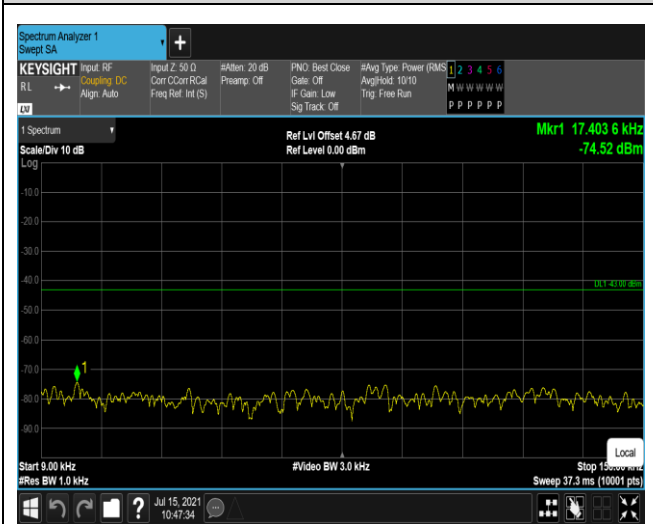 Spectrum Analyzer 1
Swept SA
+
KEYSIGHT
RL
LXI
Input: RF
Coupling: DC
Align: Auto
Input Z: 50 Ω
Corr CCorr RCal
Freq Ref: Int (S)
#Atten: 20 dB
Preamp: Off
PNO: Best Close
Gate: Off
IF Gain: Low
Sig Track: Off
#Avg Type: Power (RMS
Avg|Hold: 10/10
Trig: Free Run
1 2 3 4 5 6
M W W W W W
P P P P P P
1 Spectrum
Scale/Div 10 dB
Ref Lvl Offset 4.67 dB
Ref Level 0.00 dBm
Mkr1 17.403 6 kHz
-74.52 dBm
Log
-10.0
-20.0
-30.0
-40.0
DL1 -43.00 dBm
-50.0
-60.0
-70.0
1
-80.0
-90.0
Local
Start 9.00 kHz
#Video BW 3.0 kHz
Stop
#Res BW 1.0 kHz
Sweep 37.3 ms (10001 pts)
?
Jul 15, 2021
10:47:34